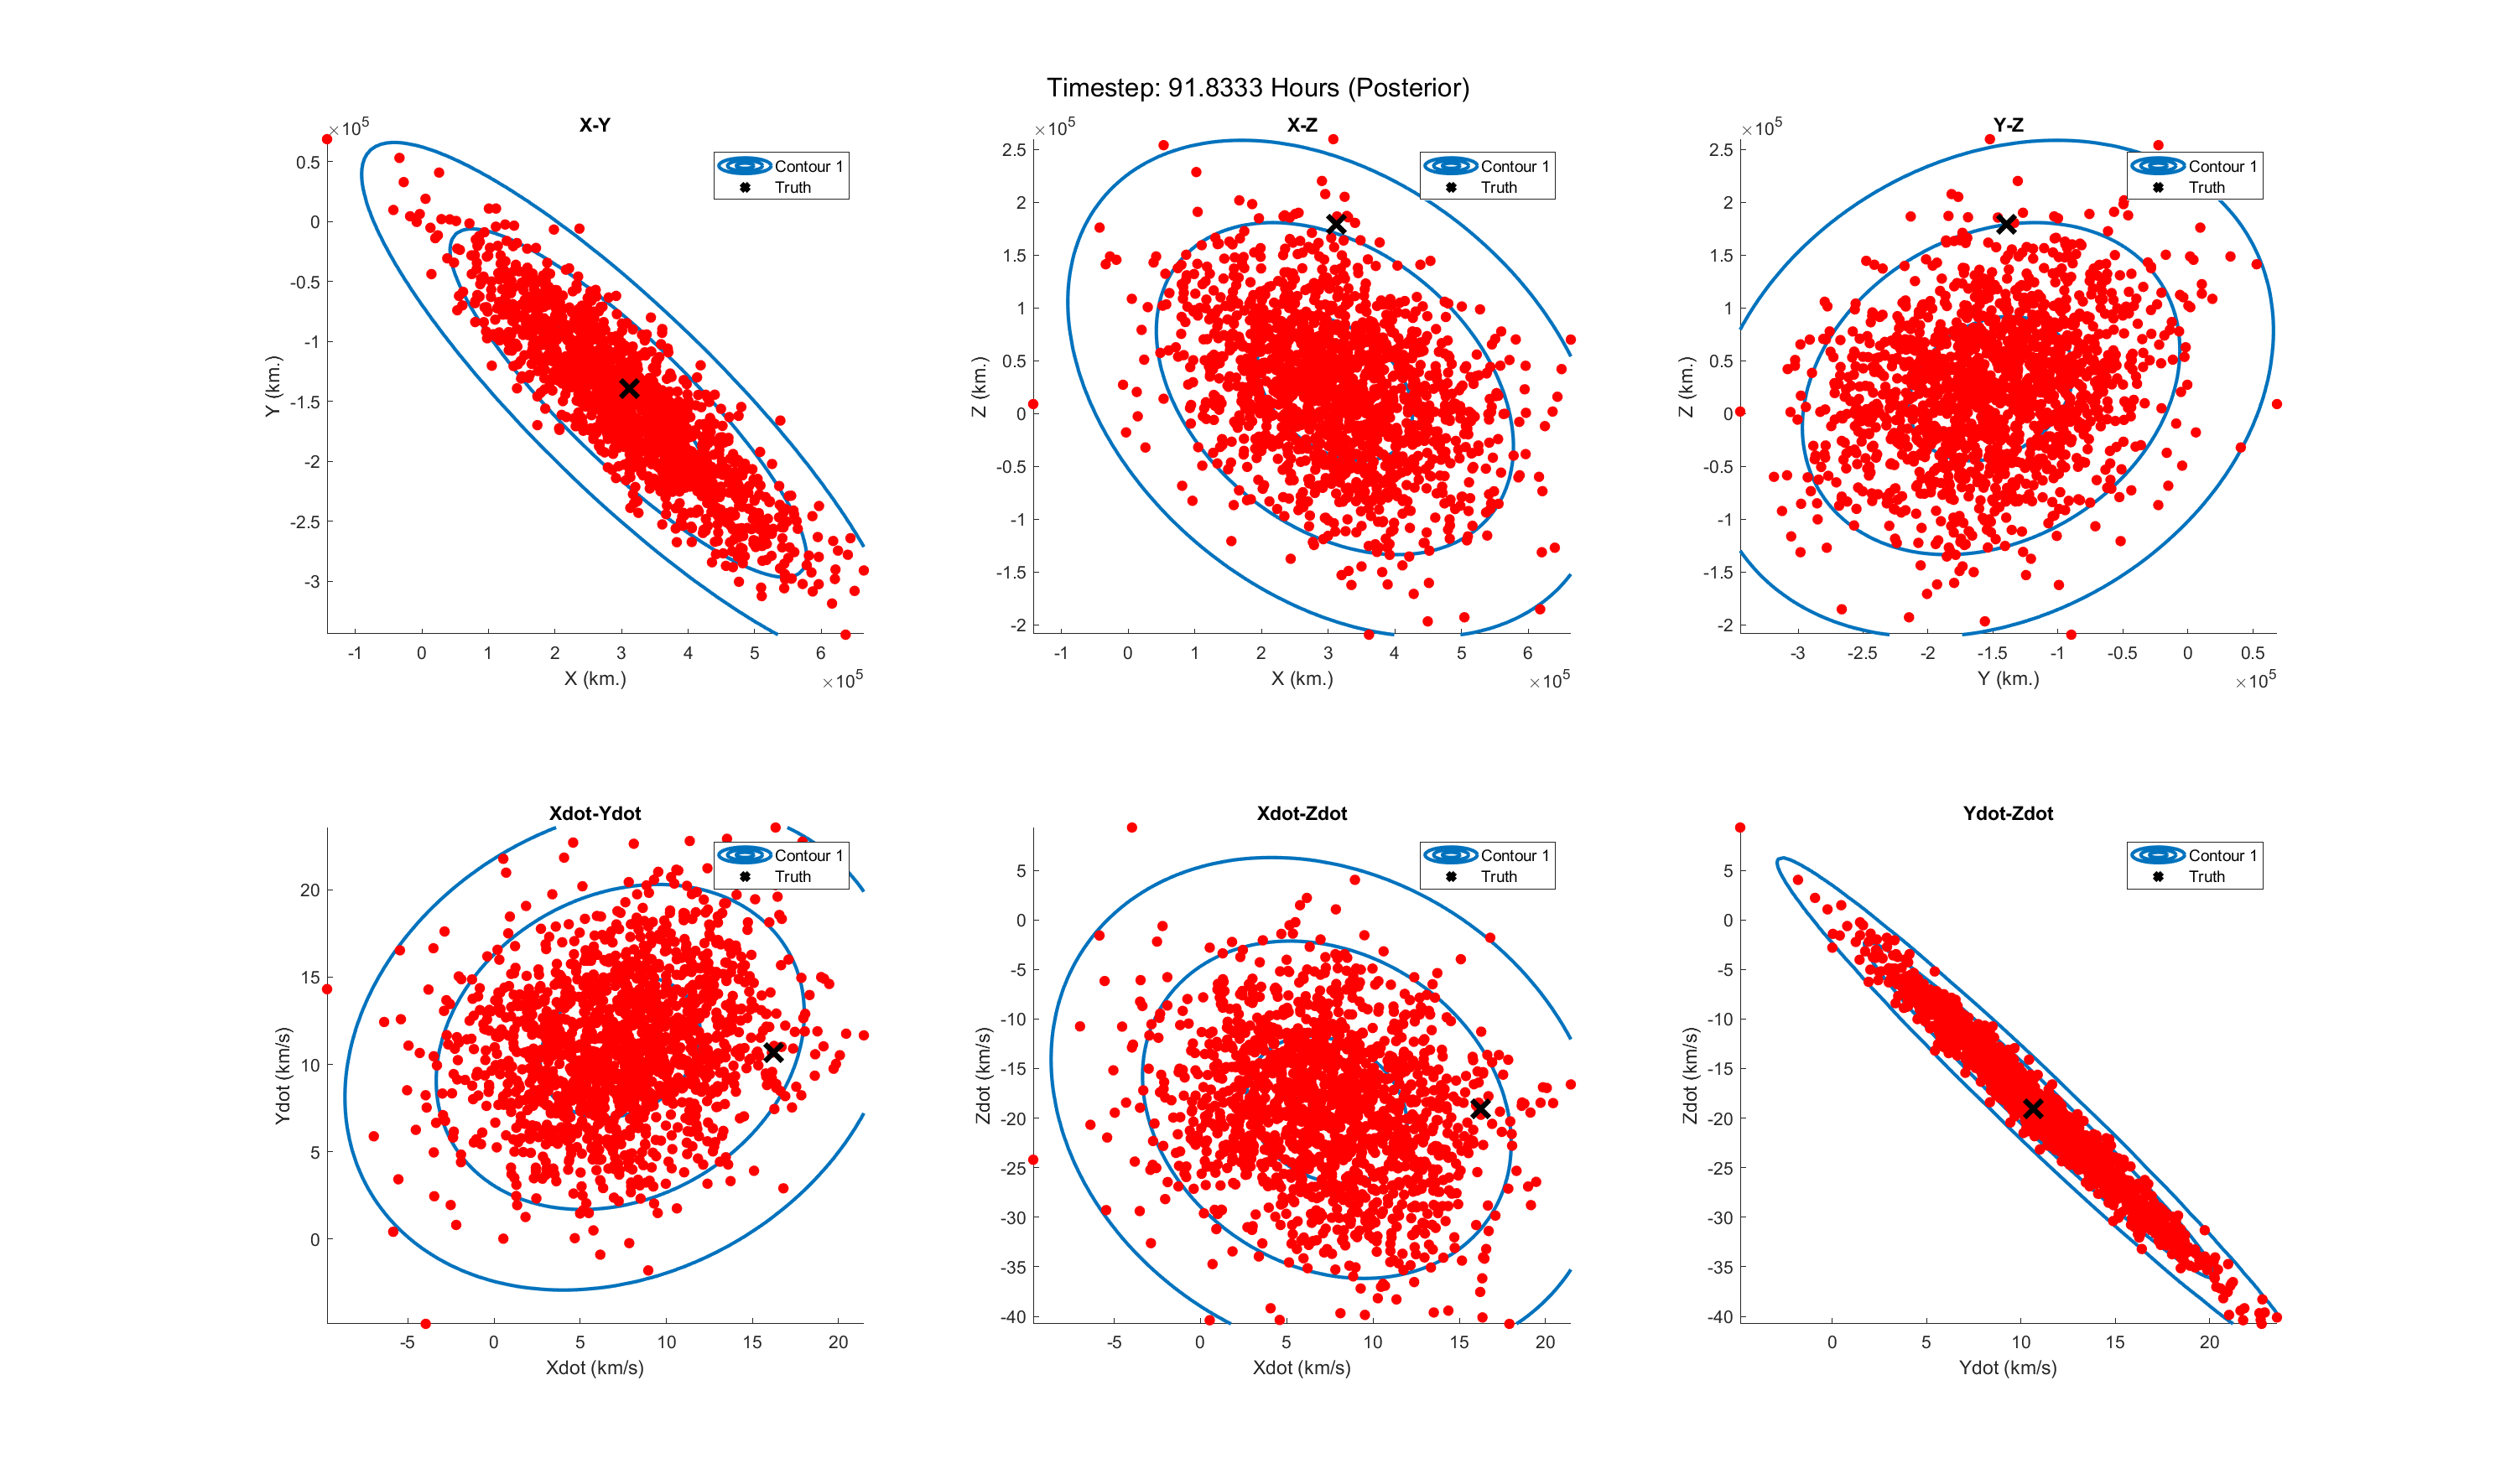 Timestep: 91.8333 Hours (Posterior)
X-Y
×10^5
0.5
0
-0.5
-1
-1.5
-2
-2.5
-3
Y (km.)
-1 0 1 2 3 4 5 6
X (km.)
×10^5
Contour 1
Truth
X-Z
×10^5
2.5
2
1.5
1
0.5
0
-0.5
-1
-1.5
-2
Z (km.)
-1 0 1 2 3 4 5 6
X (km.)
×10^5
Contour 1
Truth
Y-Z
×10^5
2.5
2
1.5
1
0.5
0
-0.5
-1
-1.5
-2
Z (km.)
-3 -2.5 -2 -1.5 -1 -0.5 0 0.5
Y (km.)
×10^5
Contour 1
Truth
Xdot-Ydot
20
15
10
5
0
Ydot (km/s)
-5 0 5 10 15 20
Xdot (km/s)
Contour 1
Truth
Xdot-Zdot
5
0
-5
-10
-15
-20
-25
-30
-35
-40
Zdot (km/s)
-5 0 5 10 15 20
Xdot (km/s)
Contour 1
Truth
Ydot-Zdot
5
0
-5
-10
-15
-20
-25
-30
-35
-40
Zdot (km/s)
0 5 10 15 20
Ydot (km/s)
Contour 1
Truth